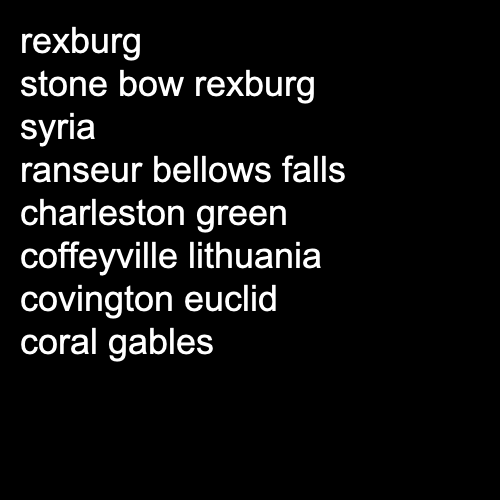 rexburg
stone bow rexburg
syria
ranseur bellows falls
charleston green
coffeyville lithuania
covington euclid
coral gables